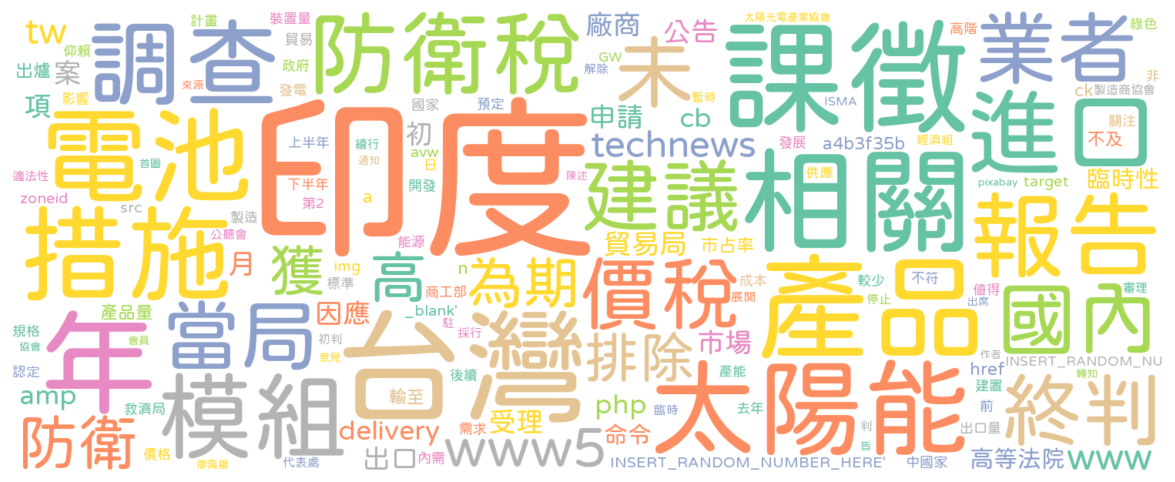 tw 仰賴 計畫 裝置量 防衛稅 廠商 公告 太陽光電產業協會 高階 業者 綠色
出爐 案 調查 來源 貿易 政府 發電 解除 GW 未 暫時 課徵 非
項 影響 國家 預定 申請 cb ISMA ck 製造商協會
電池 印度 上半年 續行 初 avw 日 通知 technews 發展 a4b3f35b 經濟組 進口 關注 不及
首圖 違法性 下半年 第2 a 開發 建議 陳述 相關 供應 pixabay target 臨時性
zoneid src 製造 公聽會
措施 月 獲 能源 貿易局 市占率 報告
img 標準 高 商工部 n 為期 價稅 成本 展開 產品 較少 停止 不符 值得 出席 審理
產品量 年 當局 因應 _blank' 駐 採行 國內
規格 協會 會員 初判 意見 台灣 排除 市場 作者 INSERT_RANDOM_NU
認定 模組 輸至 後續 產能 太陽能 href 建置 轉知 終判
amp 救濟局 受理 php 臨時 去年 前
防衛 價格 廖禹揚 delivery 需求 命令 判 出口量
代表處 出口 內需 www5 INSERT_RANDOM_NUMBER_HERE' 皆 中國家 高等法院 www